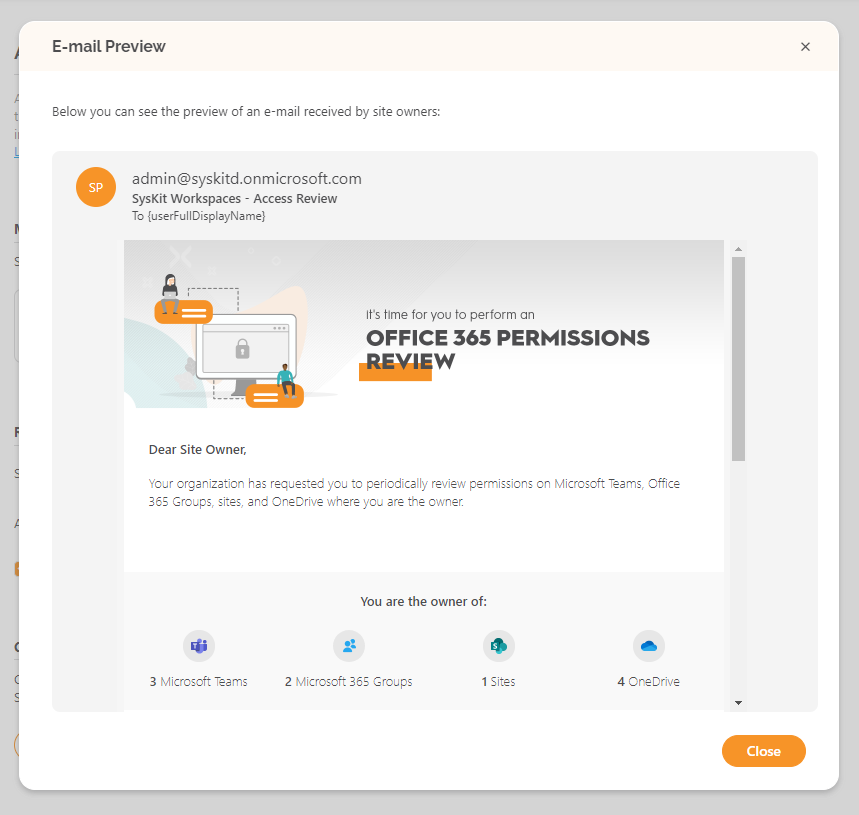 E-mail Preview
Below you can see the preview of an e-mail received by site owners:
SP
admin@syskitd.onmicrosoft.com
SysKit Workspaces - Access Review
To {userFullDisplayName}
It's time for you to perform an
OFFICE 365 PERMISSIONS
REVIEW
Dear Site Owner,
Your organization has requested you to periodically review permissions on Microsoft Teams, Office
365 Groups, sites, and OneDrive where you are the owner.
You are the owner of:
3 Microsoft Teams
2 Microsoft 365 Groups
1 Sites
4 OneDrive
Close